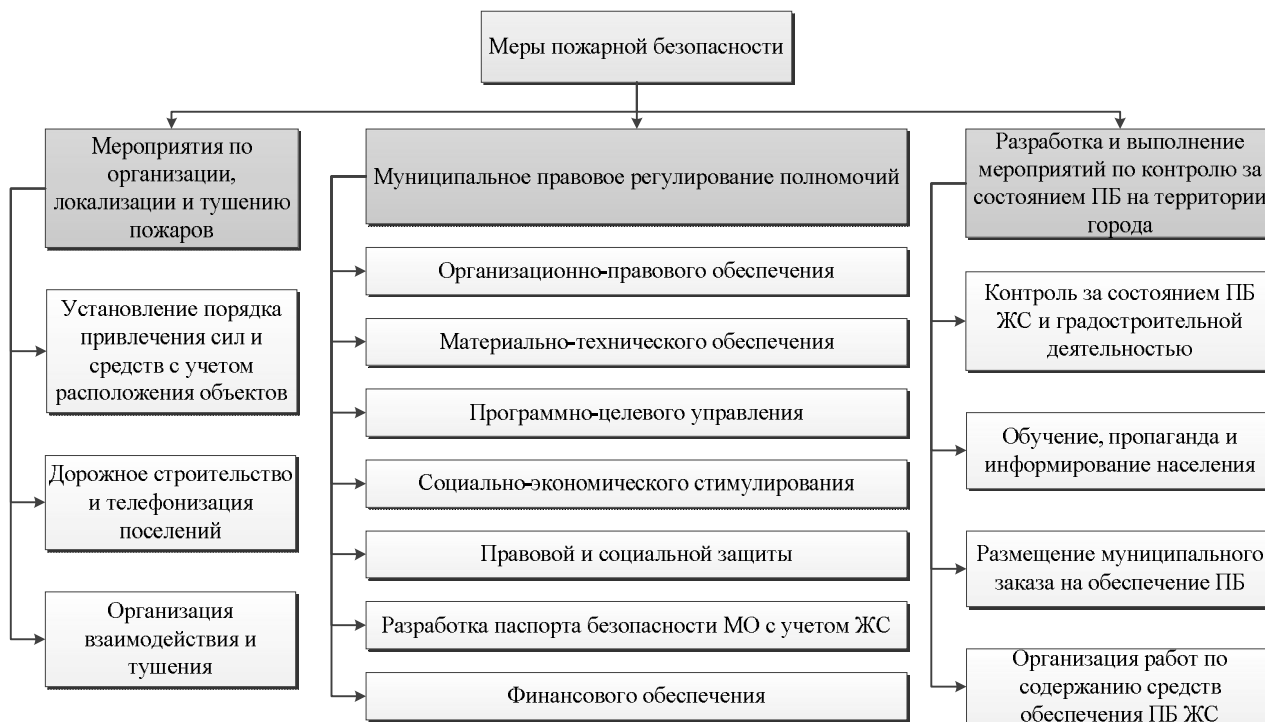 Меры пожарной безопасности
Мероприятия по
организации,
локализации и тушению
пожаров
Установление порядка
привлечения сил и
средств с учетом
расположения объектов
Дорожное строительство
и телефонизация
поселений
Организация
взаимодействия и
тушения
Муниципальное правовое регулирование полномочий
Организационно-правового обеспечения
Материально-технического обеспечения
Программно-целевого управления
Социально-экономического стимулирования
Правовой и социальной защиты
Разработка паспорта безопасности МО с учетом ЖС
Финансового обеспечения
Разработка и выполнение
мероприятий по контролю за
состоянием ПБ на территории
города
Контроль за состоянием ПБ
ЖС и градостроительной
деятельностью
Обучение, пропаганда и
информирование населения
Размещение муниципального
заказа на обеспечение ПБ
Организация работ по
содержанию средств
обеспечения ПБ ЖС